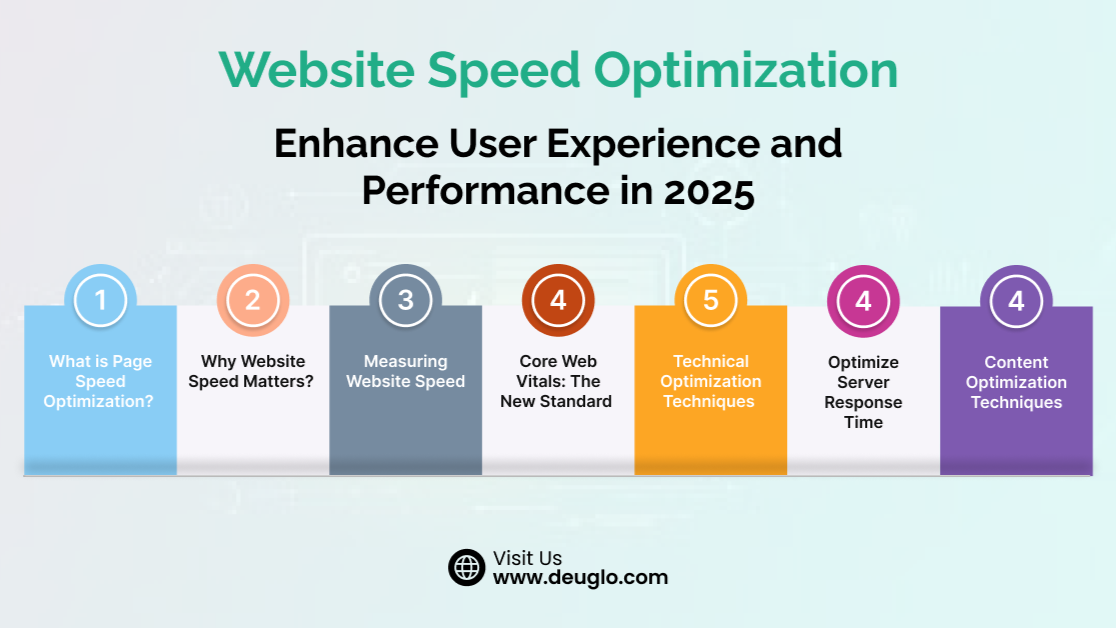 Website Speed Optimization
Enhance User Experience and
Performance in 2025
1
What is Page
Speed
Optimization?
2
Why Website
Speed Matters?
3
Measuring
Website Speed
4
Core Web
Vitals: The
New Standard
5
Technical
Optimization
Techniques
4
Optimize
Server
Response
Time
4
Content
Optimization
Techniques
Visit Us
www.deuglo.com